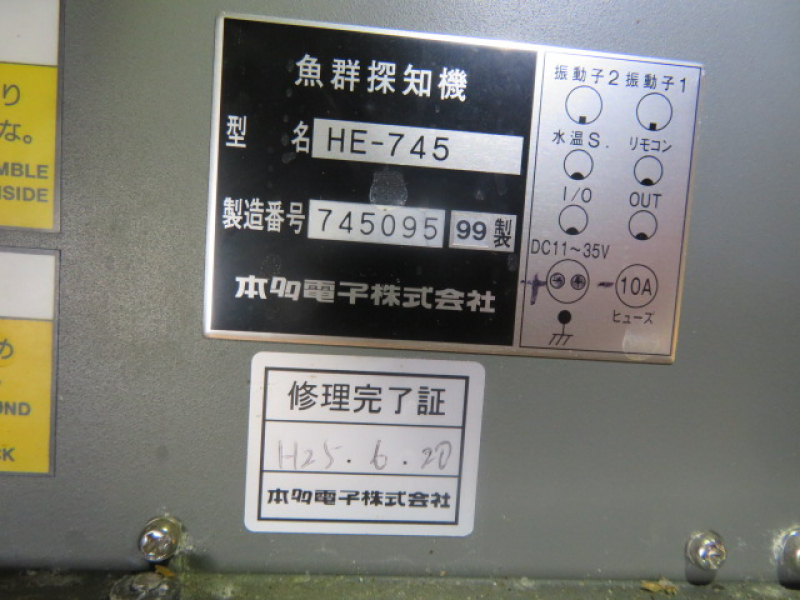 り
な。
MBLE
NSIDE
め
OUND
CK
魚群探知機
型 名 HE-745
製造番号 745095 99製
本多電子株式会社
振動子2 振動子1
水温S. リモコン
I/O OUT
DC11~35V
+ - 10A
ヒューズ
修理完了証
H25.6.20
本多電子株式会社